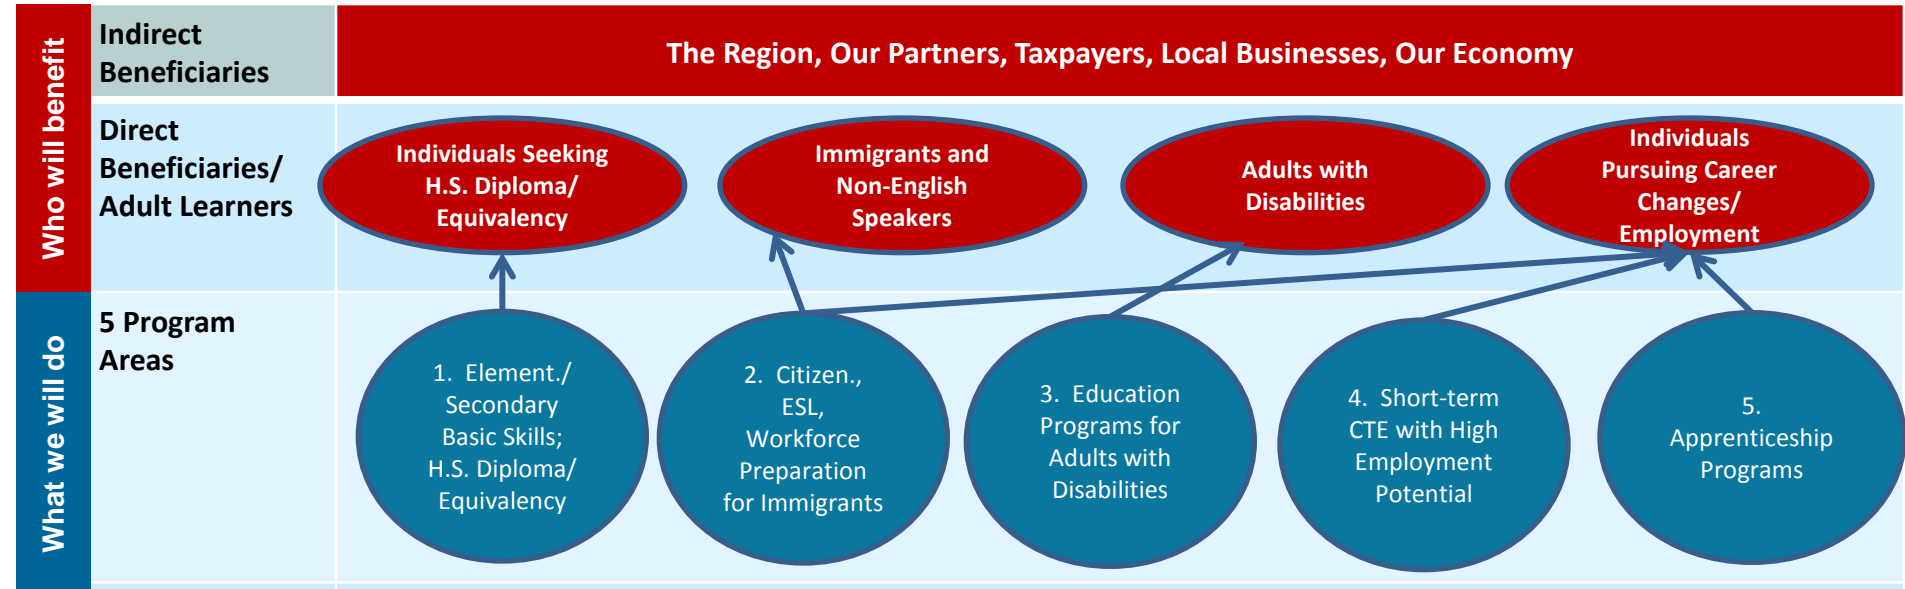 Who will benefit
Indirect
Beneficiaries
The Region, Our Partners, Taxpayers, Local Businesses, Our Economy
Direct
Beneficiaries/
Adult Learners
Individuals Seeking
H.S. Diploma/
Equivalency
Immigrants and
Non-English
Speakers
Adults with
Disabilities
Individuals
Pursuing Career
Changes/
Employment
What we will do
5 Program
Areas
1. Element./
Secondary
Basic Skills;
H.S. Diploma/
Equivalency
2. Citizen.,
ESL,
Workforce
Preparation
for Immigrants
3. Education
Programs for
Adults with
Disabilities
4. Short-term
CTE with High
Employment
Potential
5.
Apprenticeship
Programs